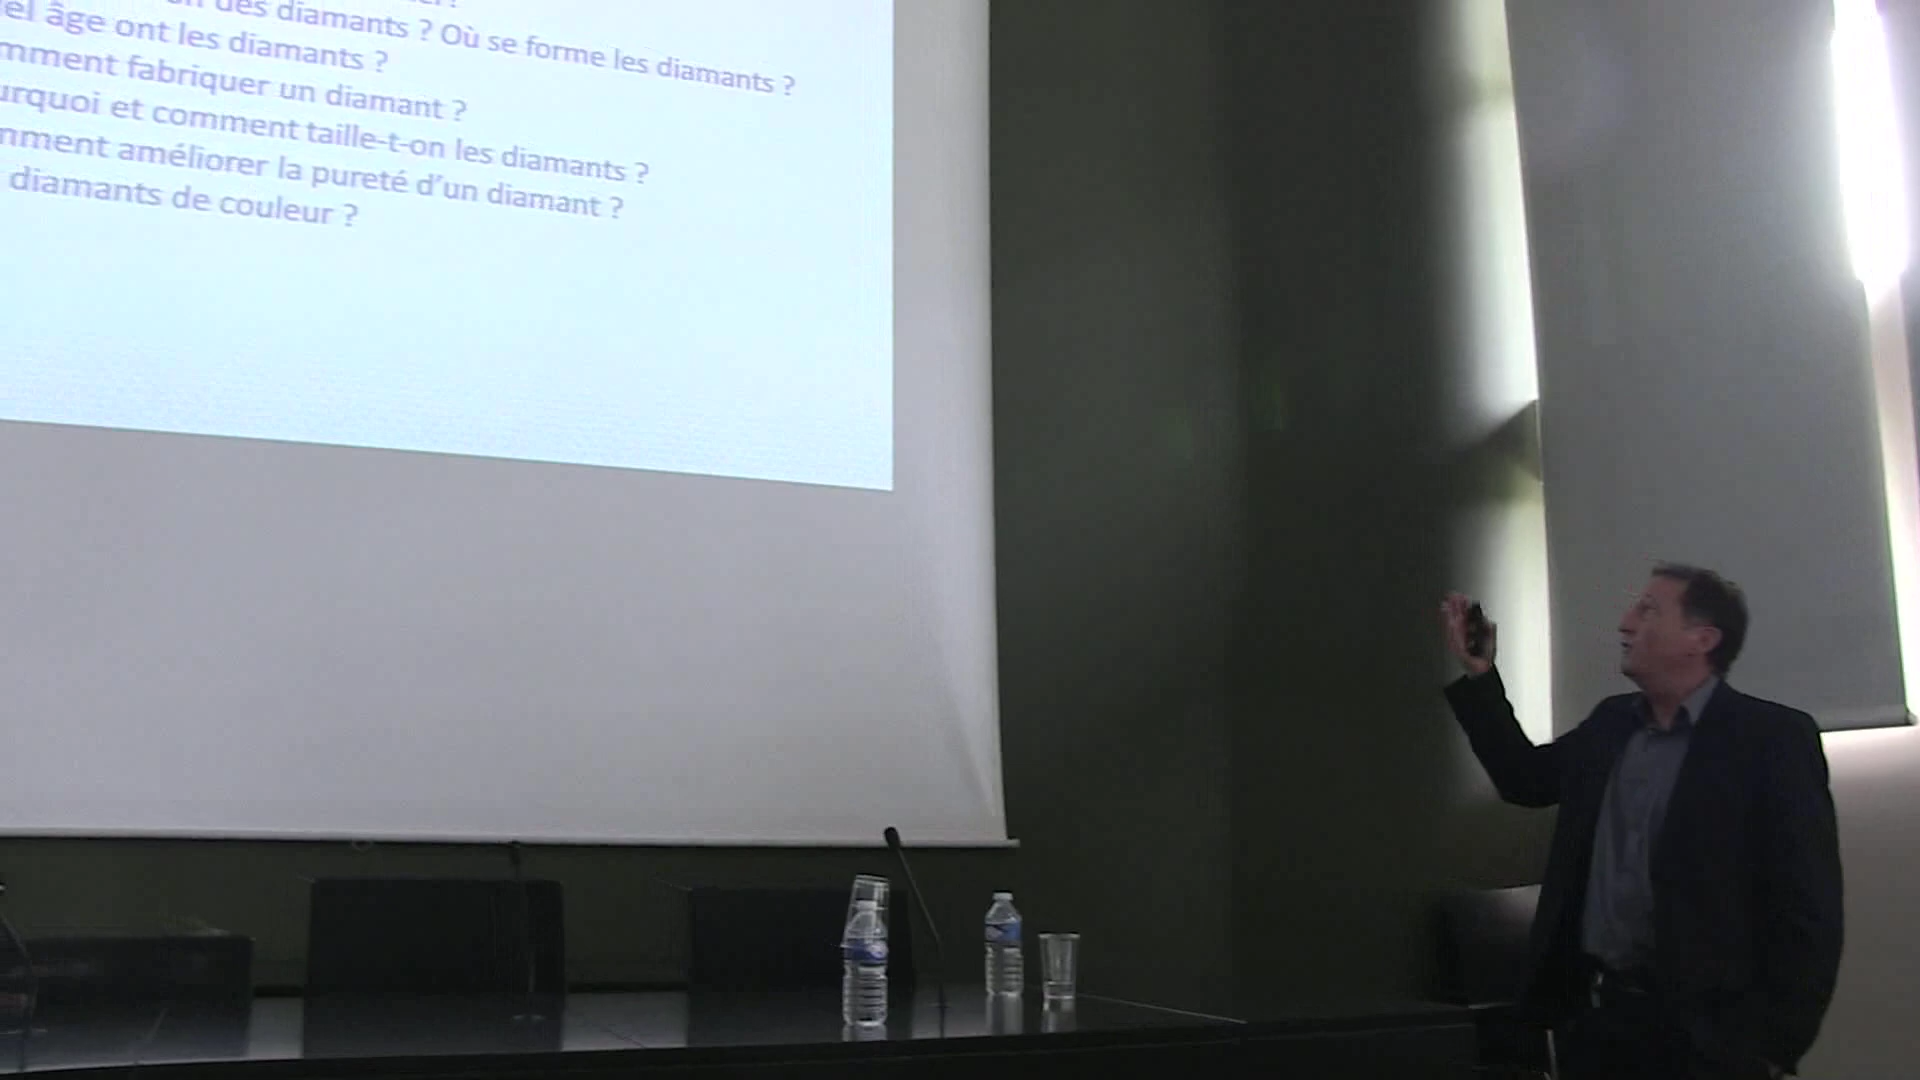 des diamants ? Où se forme les diamants ?
el âge ont les diamants ?
mment fabriquer un diamant ?
urquoi et comment taille-t-on les diamants ?
mment améliorer la pureté d'un diamant ?
diamants de couleur ?